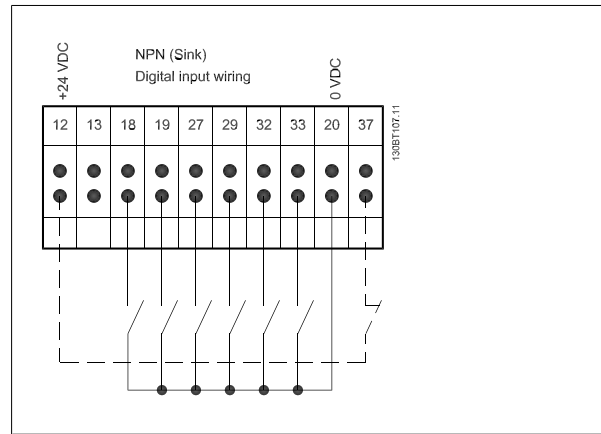 NPN (Sink)
Digital input wiring
+24 VDC
0 VDC
12 13 18 19 27 29 32 33 20 37
130BT107.11